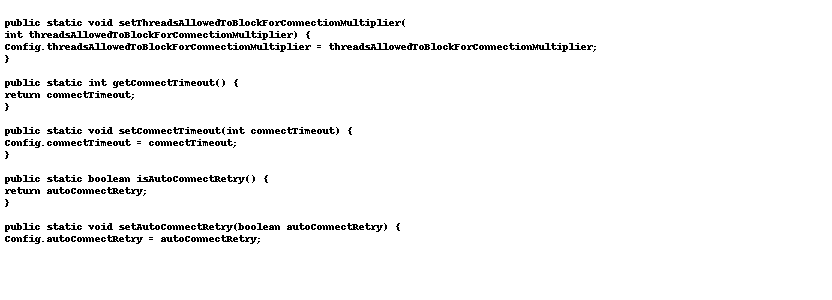 public static void setThreadsAllowedToBlockForConnectionMultiplier(
int threadsAllowedToBlockForConnectionMultiplier) {
Config.threadsAllowedToBlockForConnectionMultiplier = threadsAllowedToBlockForConnectionMultiplier;
}
public static int getConnectTimeout() {
return connectTimeout;
}
public static void setConnectTimeout(int connectTimeout) {
Config.connectTimeout = connectTimeout;
}
public static boolean isAutoConnectRetry() {
return autoConnectRetry;
}
public static void setAutoConnectRetry(boolean autoConnectRetry) {
Config.autoConnectRetry = autoConnectRetry;